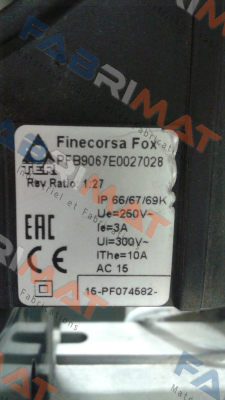 Finecorsa Fox
PFB9067E0027028
TER
Rev Ratio: 1:27
IP 66/67/69K
Ue=250V~
Ie=3A
Ui=300V~
IThe=10A
AC 15
EAC
CE
15-PF074582-
FABRIMAT